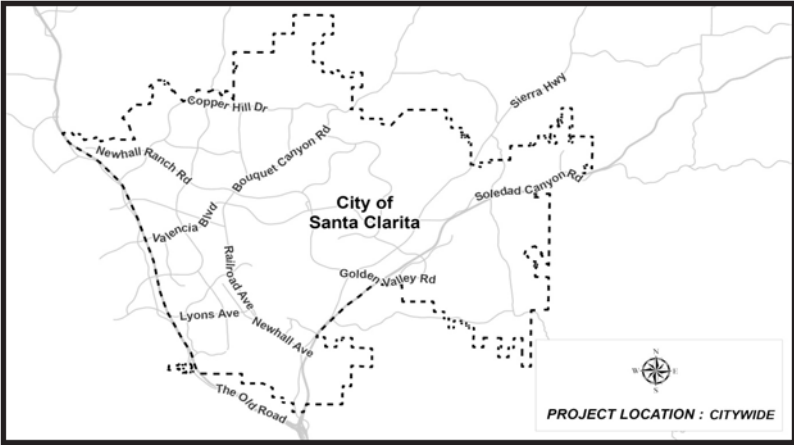 Sierra Hwy
Copper Hill Dr
Newhall Ranch Rd
Bouquet Canyon Rd
Soledad Canyon Rd
City of
Santa Clarita
Valencia Blvd
Railroad Ave
Golden Valley Rd
Lyons Ave
Newhall Ave
The Old Road
N
W E
S
PROJECT LOCATION : CITYWIDE